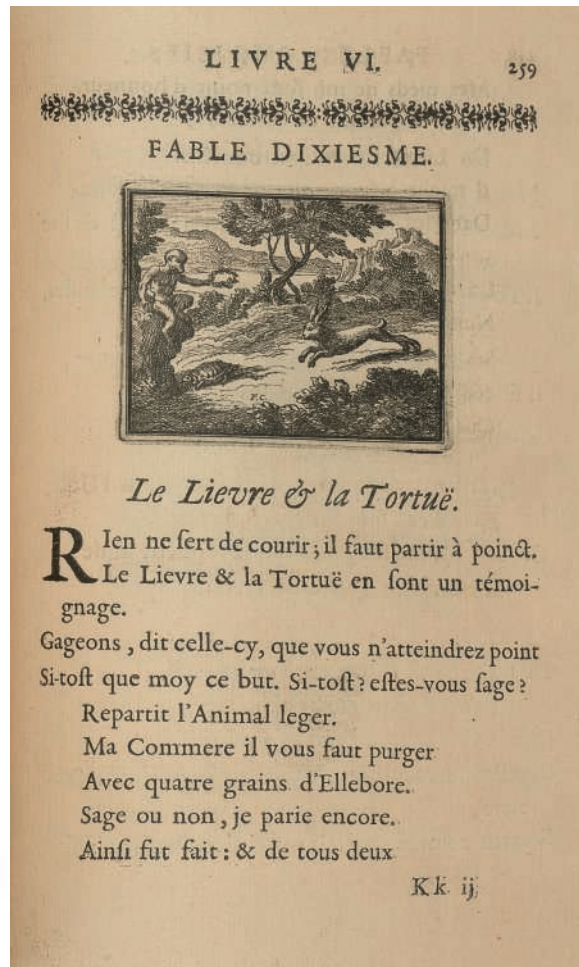 LIVRE VI. 259
FABLE DIXIESME.
F.C.
Le Lievre & la Tortuë.
RIen ne ſert de courir; il faut partir à poinct.
Le Lievre & la Tortuë en ſont un témoi-
gnage.
Gageons, dit celle-cy, que vous n'atteindrez point
Si-toſt que moy ce but. Si-toſt? eſtes-vous ſage?
Repartit l'Animal leger.
Ma Commere il vous faut purger
Avec quatre grains d'Ellebore.
Sage ou non, je parie encore.
Ainſi fut fait: & de tous deux
Kk ij